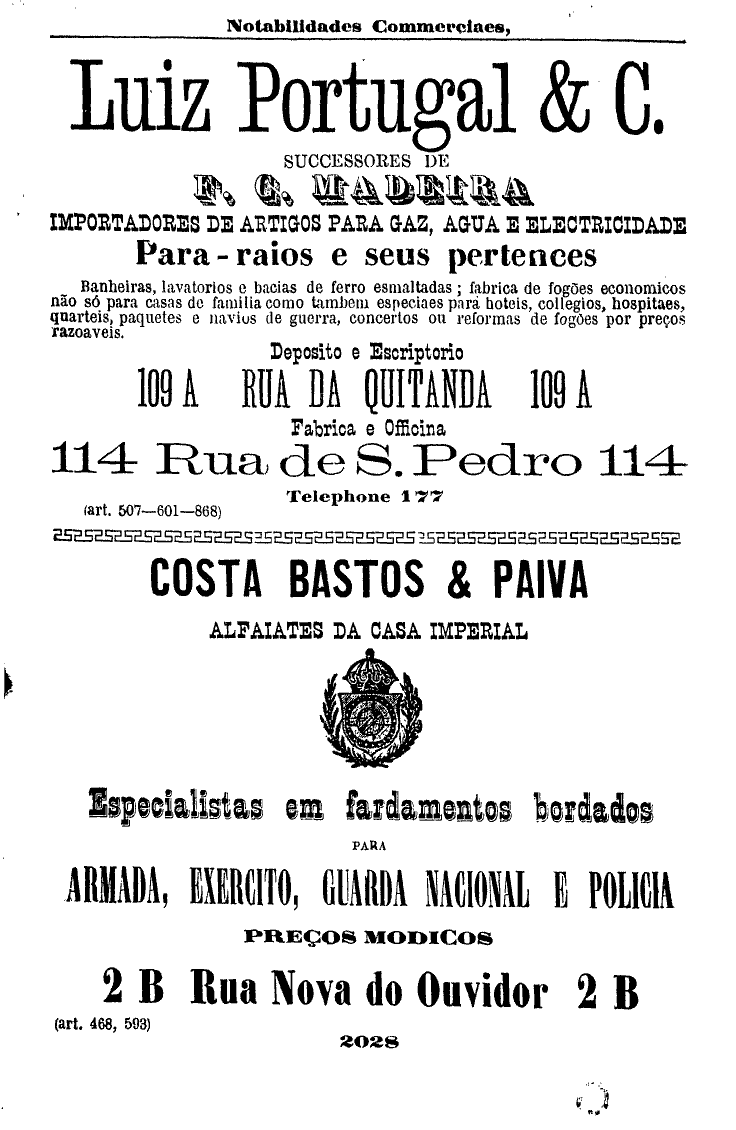 Notabilidades Commerciaes,
Luiz Portugal & C.
SUCCESSORES DE
F. G. MADEIRA
IMPORTADORES DE ARTIGOS PARA GAZ, AGUA E ELECTRICIDADE
Para-raios e seus pertences
Banheiras, lavatorios e bacias de ferro esmaltadas; fabrica de fogões economicos
não só para casas de familia como tambem especiaes para hoteis, collegios, hospitaes,
quarteis, paquetes e navios de guerra, concertos ou reformas de fogões por preços
razoaveis.
Deposito e Escriptorio
109 A RUA DA QUITANDA 109 A
Fabrica e Officina
114 Rua de S. Pedro 114
Telephone 177
(art. 507—601—868)
COSTA BASTOS & PAIVA
ALFAIATES DA CASA IMPERIAL
Especialistas em fardamentos bordados
PARA
ARMADA, EXERCITO, GUARDA NACIONAL E POLICIA
PREÇOS MODICOS
2 B Rua Nova do Ouvidor 2 B
(art. 468, 593)
2028